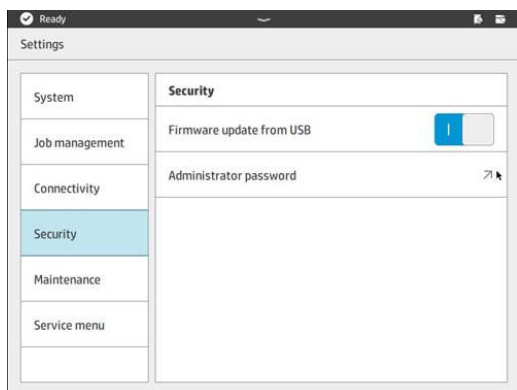 Ready
Settings
System
Job management
Connectivity
Security
Maintenance
Service menu
Security
Firmware update from USB
Administrator password